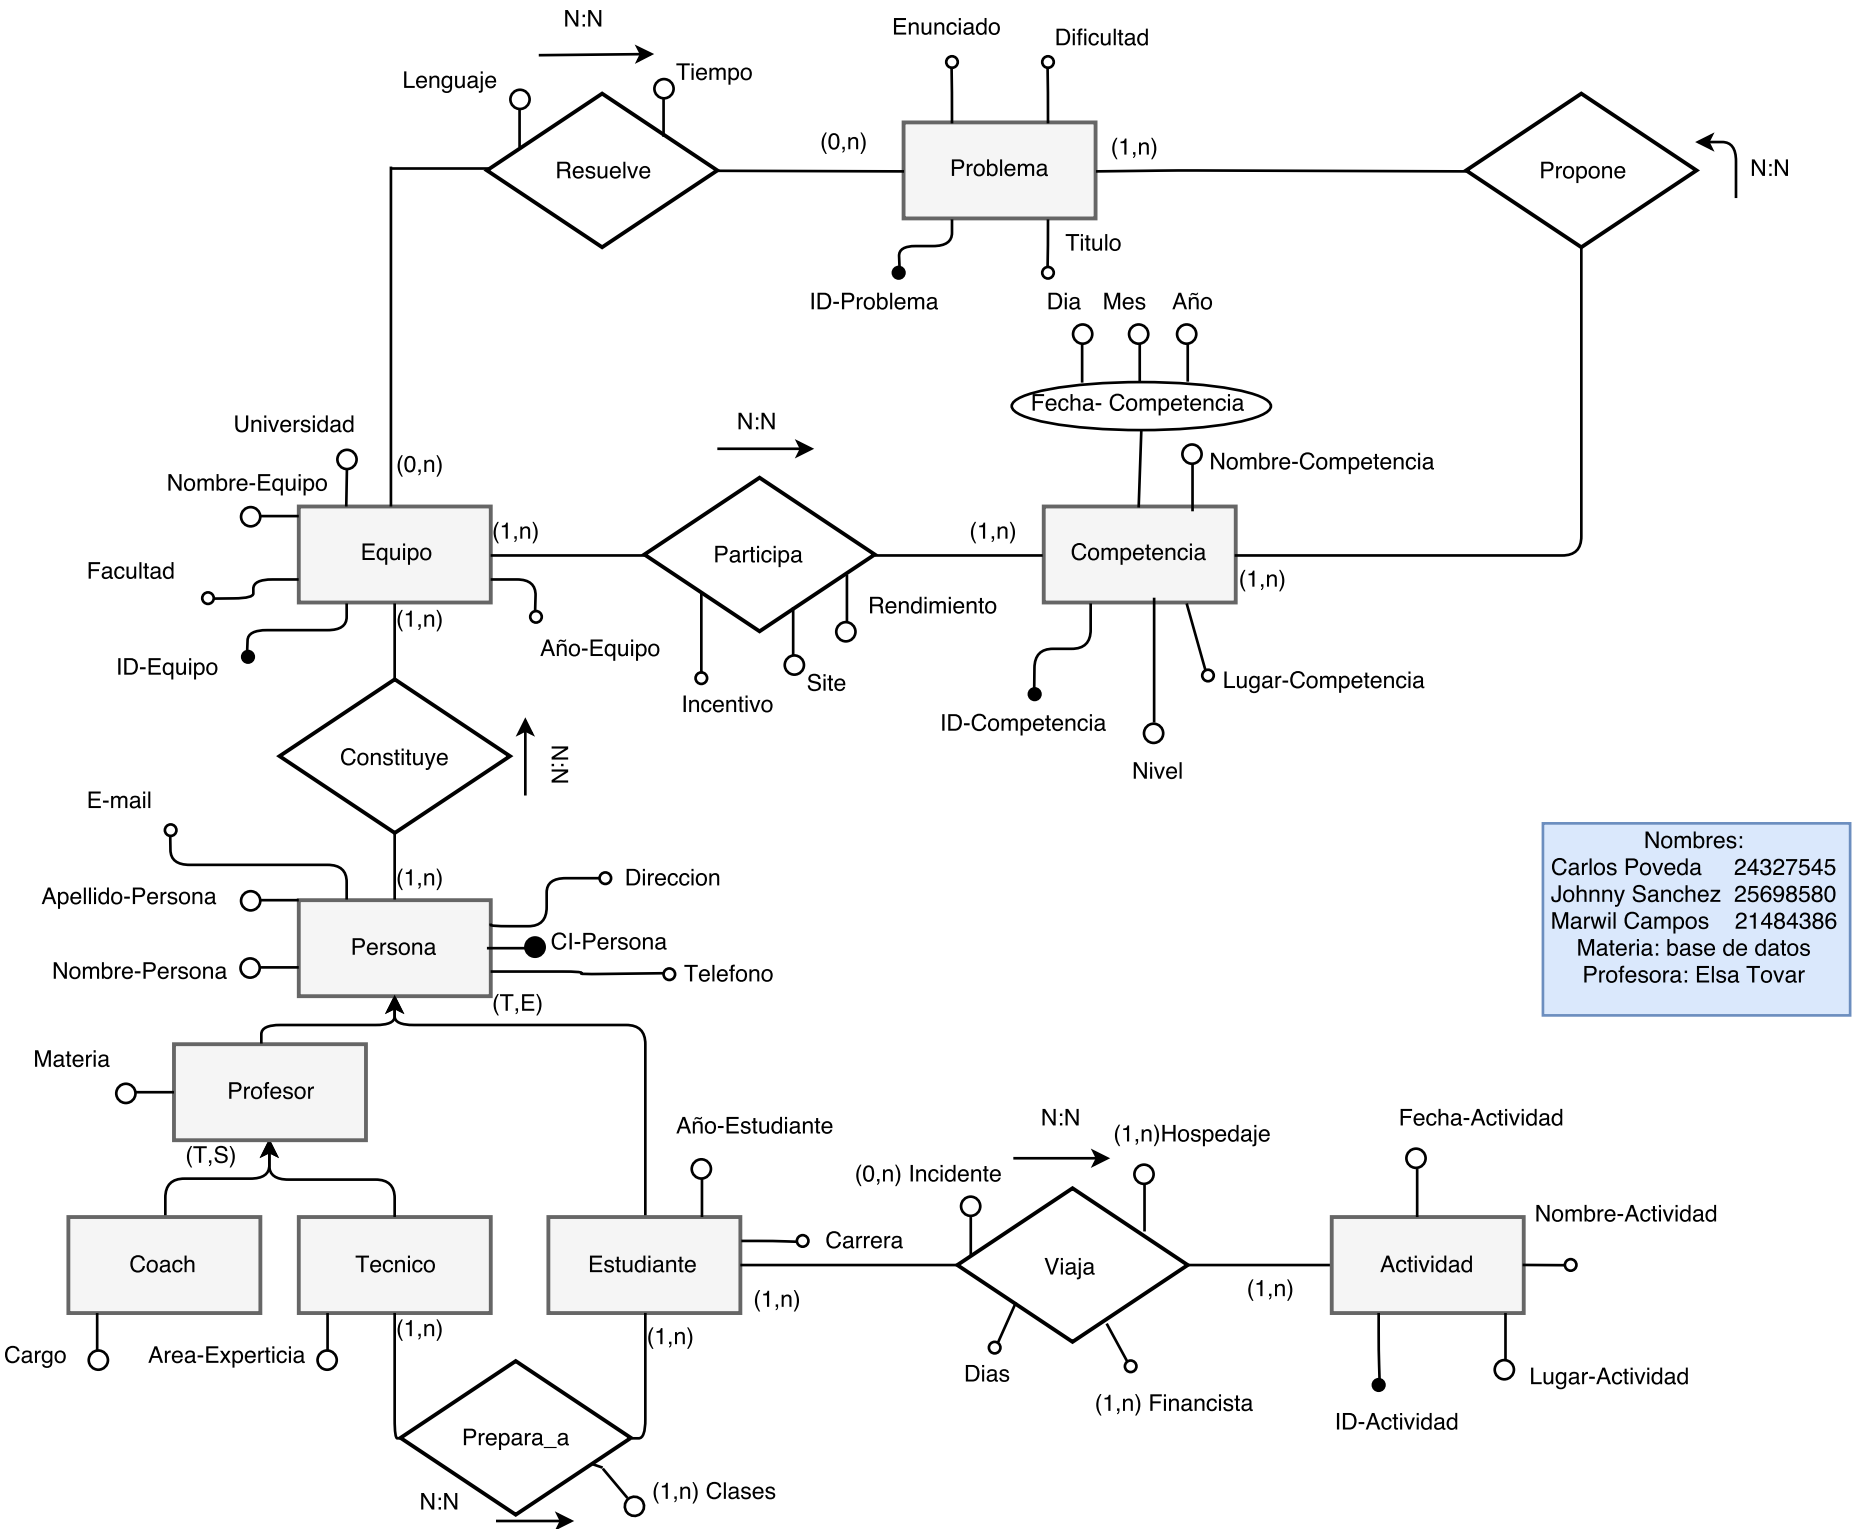 N:N
Enunciado
Dificultad
Lenguaje
Tiempo
(0,n)
(1,n)
Resuelve
Problema
Propone
N:N
Titulo
ID-Problema
Dia
Mes
Año
Fecha- Competencia
Universidad
N:N
(0,n)
Nombre-Competencia
Nombre-Equipo
(1,n)
(1,n)
Equipo
Participa
Competencia
Facultad
(1,n)
Rendimiento
(1,n)
Año-Equipo
ID-Equipo
Site
Lugar-Competencia
Incentivo
ID-Competencia
Constituye
N:N
Nivel
E-mail
(1,n)
Direccion
Apellido-Persona
Persona
CI-Persona
Nombre-Persona
Telefono
(T,E)
Nombres:
Carlos Poveda 24327545
Johnny Sanchez 25698580
Marwil Campos 21484386
Materia: base de datos
Profesora: Elsa Tovar
Materia
Profesor
(T,S)
Año-Estudiante
N:N
(1,n)Hospedaje
Fecha-Actividad
(0,n) Incidente
Nombre-Actividad
Carrera
Coach
Tecnico
Estudiante
Viaja
Actividad
(1,n)
(1,n)
(1,n)
(1,n)
Cargo
Area-Experticia
Dias
(1,n) Financista
Lugar-Actividad
ID-Actividad
Prepara_a
(1,n) Clases
N:N